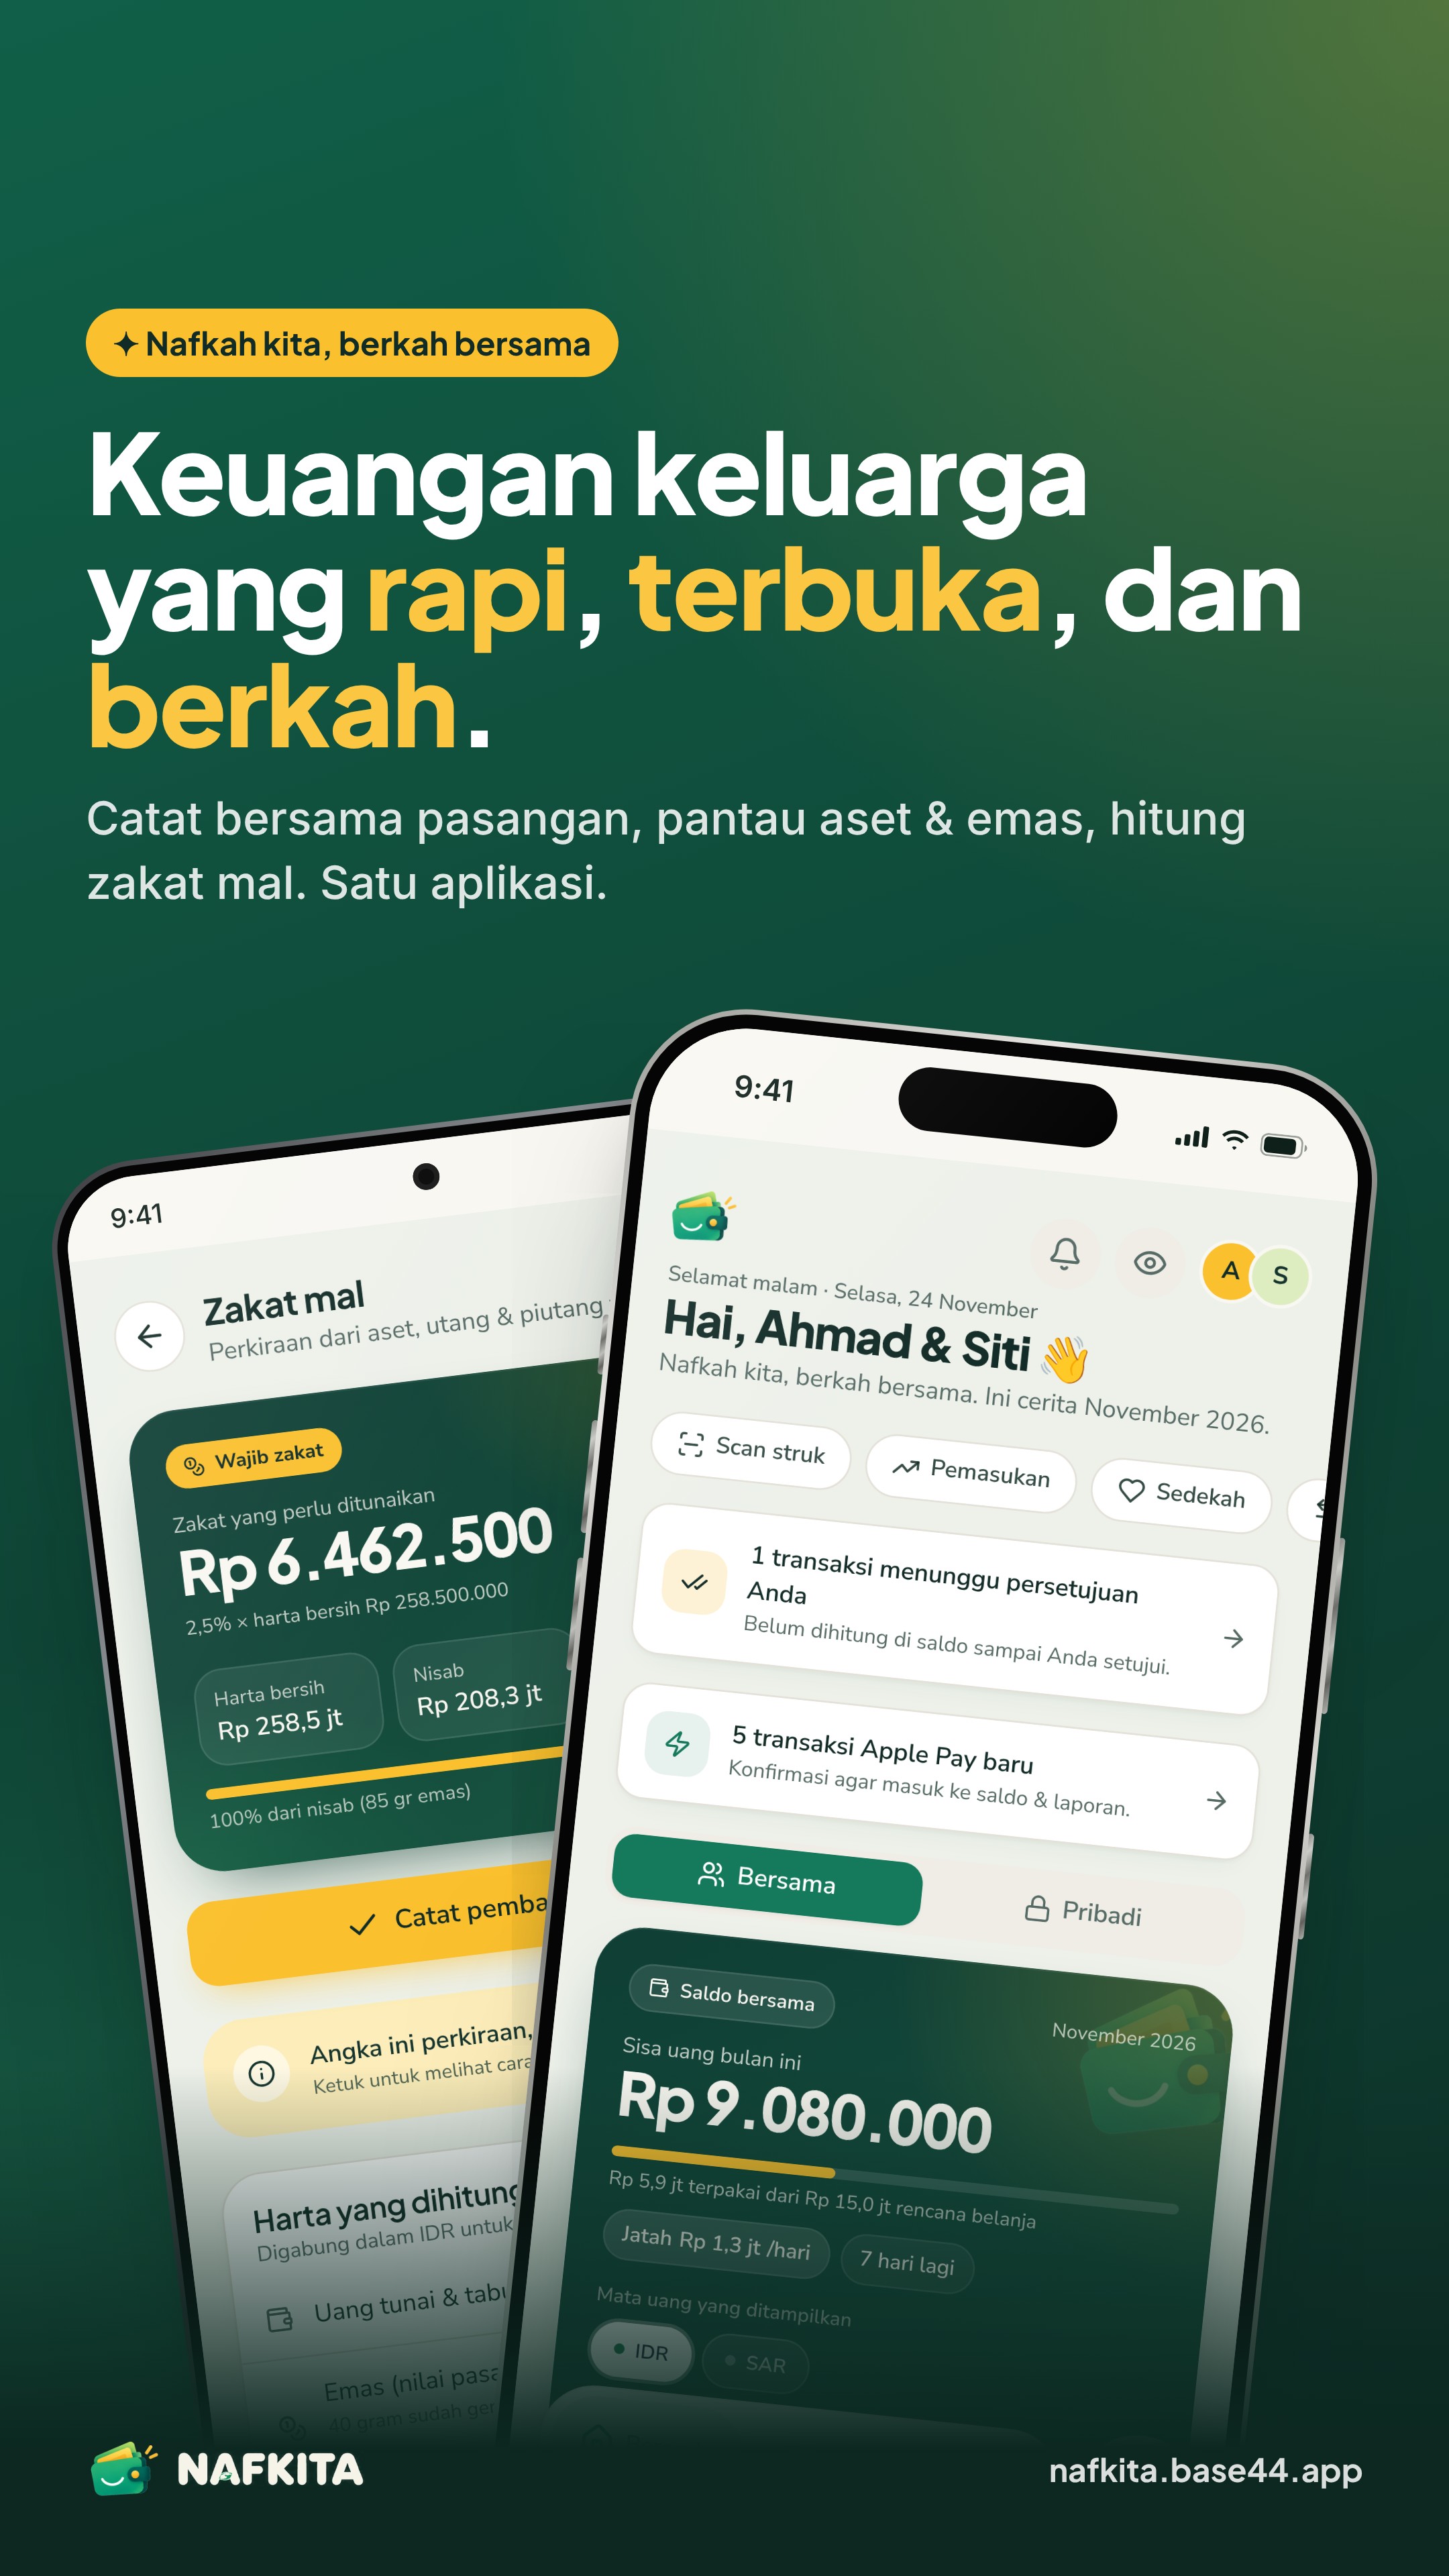 ✦ Nafkah kita, berkah bersama
Keuangan keluarga
yang rapi, terbuka, dan
berkah.
Catat bersama pasangan, pantau aset & emas, hitung
zakat mal. Satu aplikasi.
9:41
Zakat mal
Perkiraan dari aset, utang & piutang
Wajib zakat
Zakat yang perlu ditunaikan
Rp 6.462.500
2,5% × harta bersih Rp 258.500.000
Harta bersih
Rp 258,5 jt
Nisab
Rp 208,3 jt
100% dari nisab (85 gr emas)
Catat pemba
Angka ini perkiraan,
Ketuk untuk melihat cara
Harta yang dihitung
Digabung dalam IDR untuk
Uang tunai & tabu
Emas (nilai pasa
40 gram sudah ger
9:41
A
S
Selamat malam · Selasa, 24 November
Hai, Ahmad & Siti 👋
Nafkah kita, berkah bersama. Ini cerita November 2026.
Scan struk
Pemasukan
Sedekah
1 transaksi menunggu persetujuan
Anda
Belum dihitung di saldo sampai Anda setujui.
5 transaksi Apple Pay baru
Konfirmasi agar masuk ke saldo & laporan.
Bersama
Pribadi
Saldo bersama
November 2026
Sisa uang bulan ini
Rp 9.080.000
Rp 5,9 jt terpakai dari Rp 15,0 jt rencana belanja
Jatah Rp 1,3 jt /hari
7 hari lagi
Mata uang yang ditampilkan
IDR
SAR
NAFKITA
nafkita.base44.app